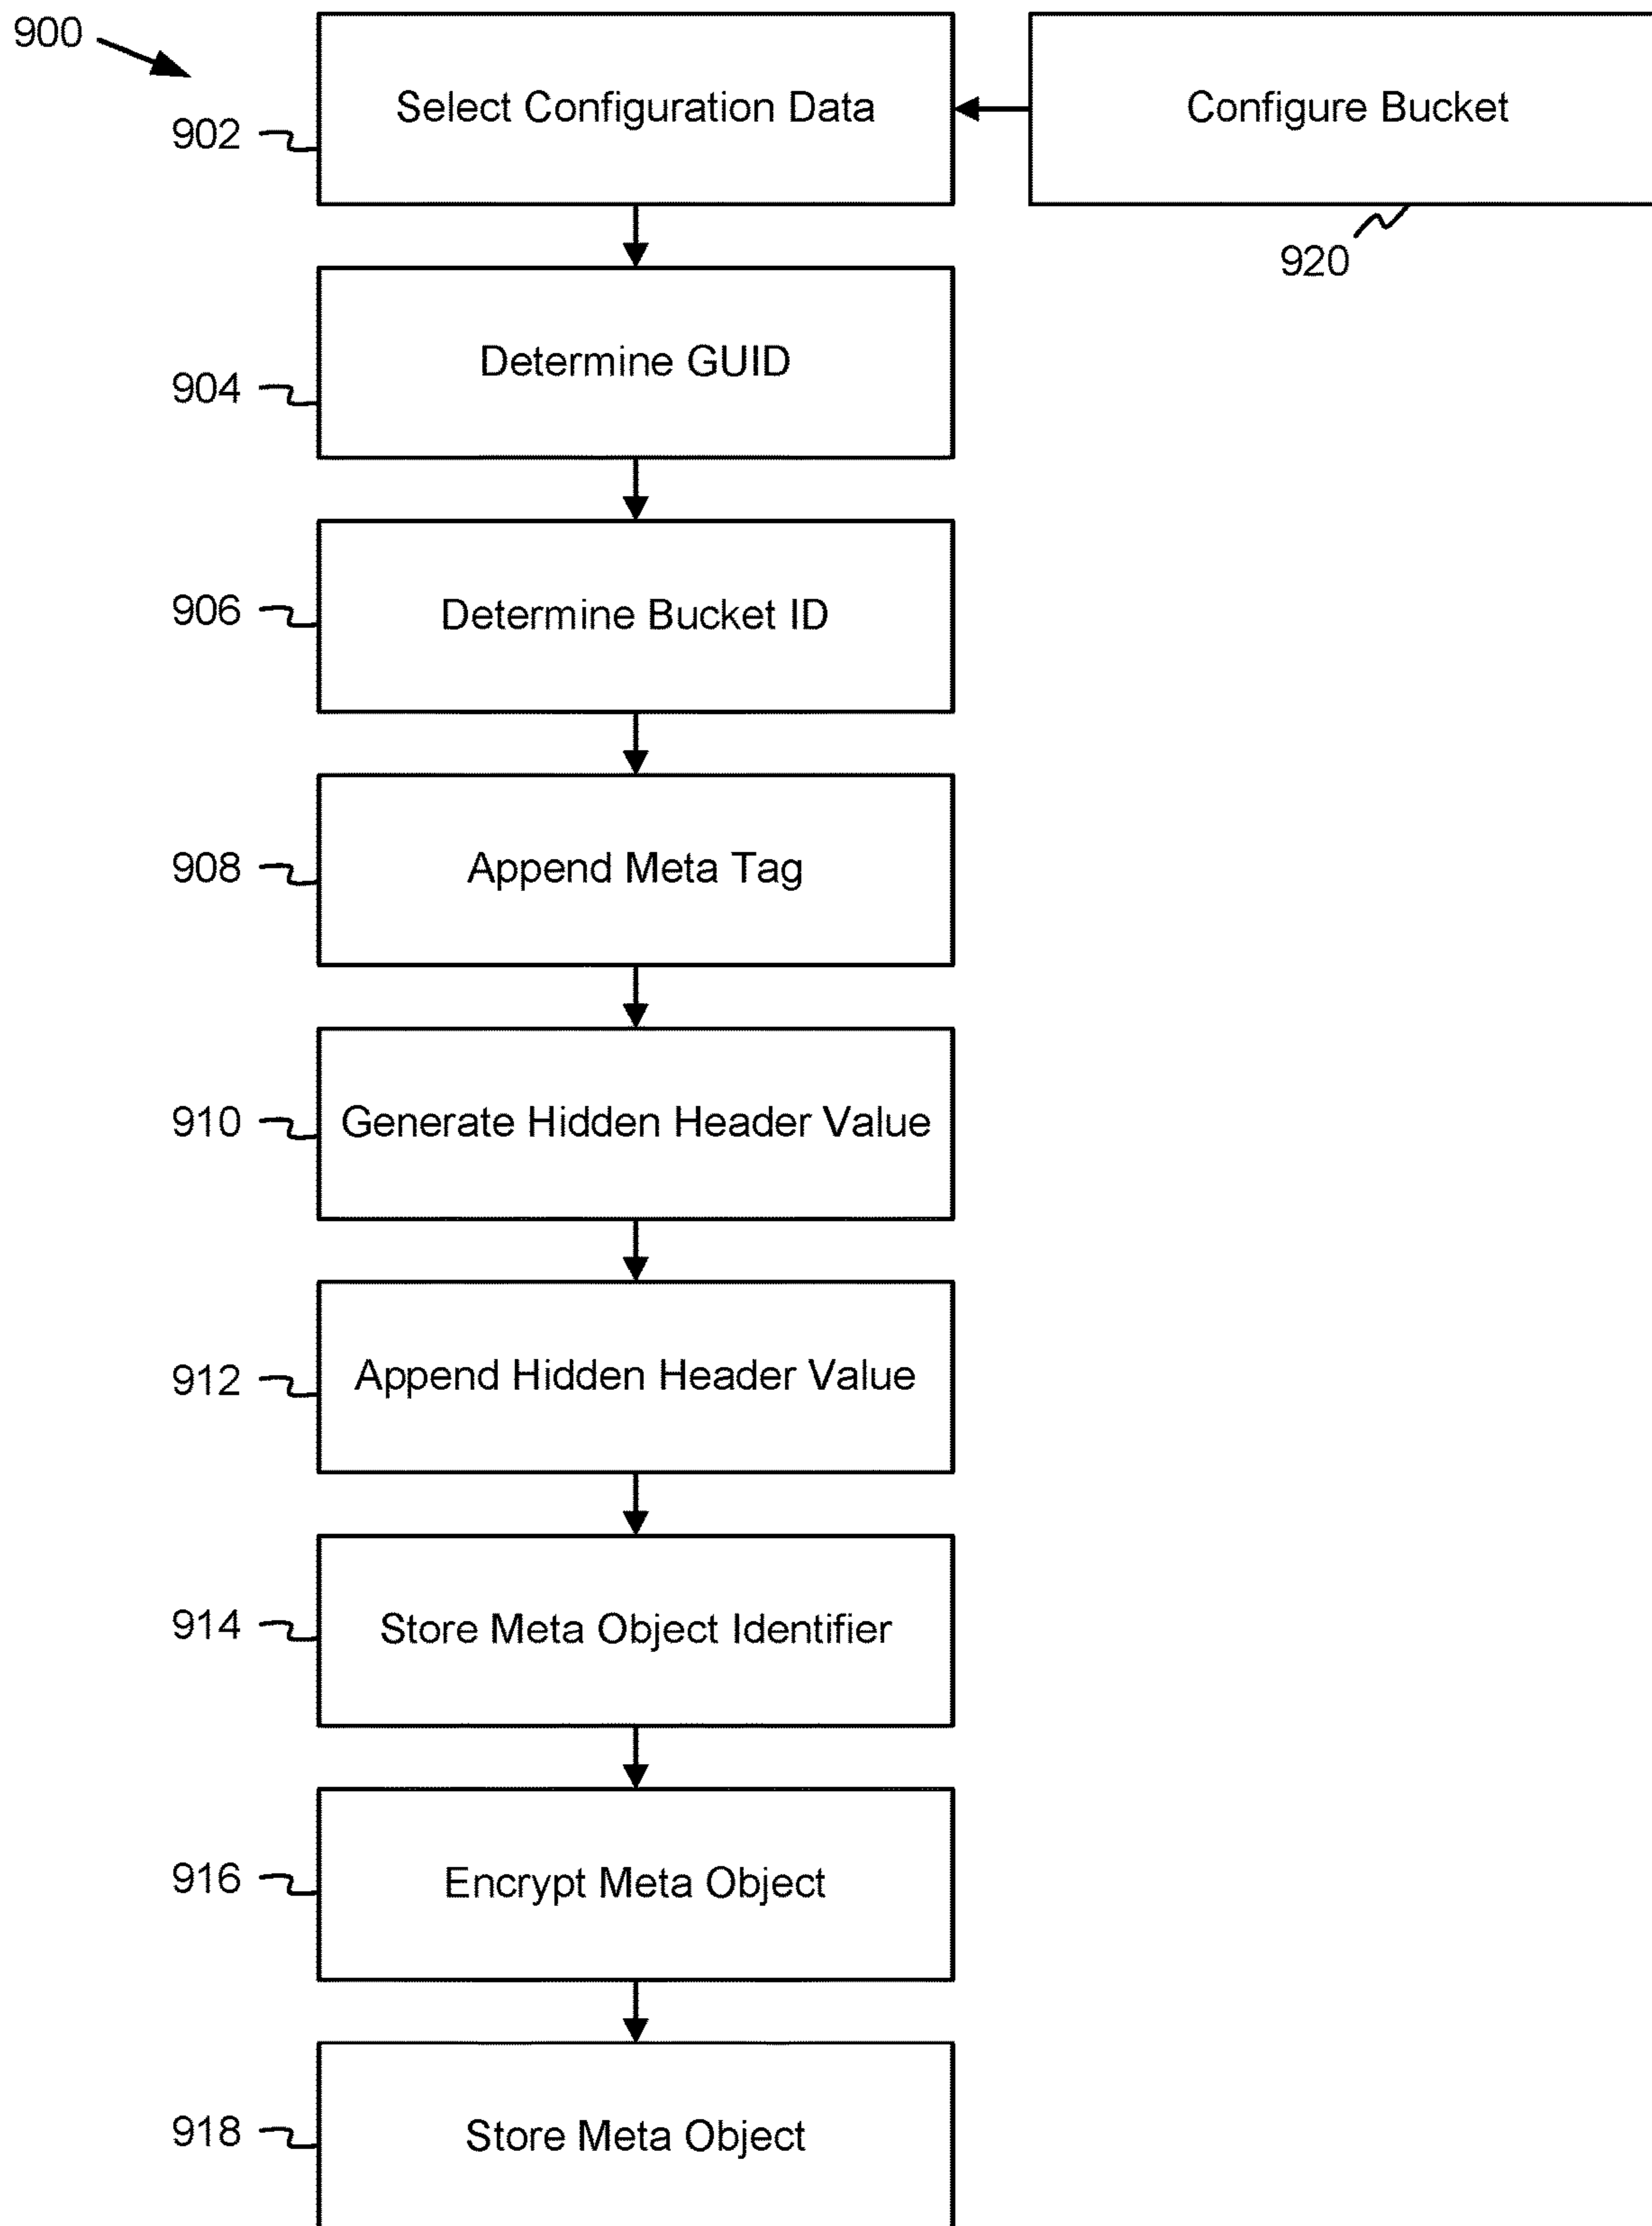 900
Select Configuration Data
Configure Bucket
902
920
Determine GUID
904
Determine Bucket ID
906
Append Meta Tag
908
Generate Hidden Header Value
910
Append Hidden Header Value
912
Store Meta Object Identifier
914
Encrypt Meta Object
916
Store Meta Object
918